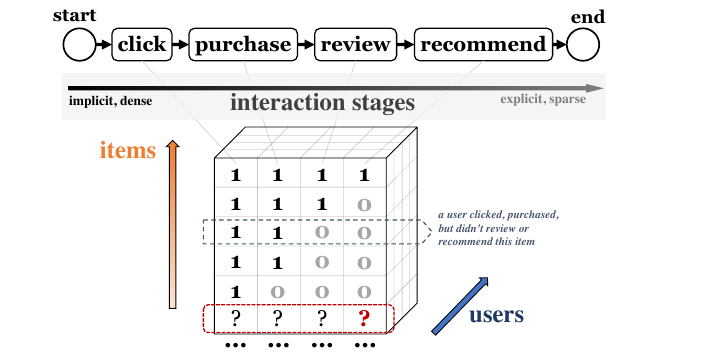 start
end
click
purchase
review
recommend
implicit, dense
interaction stages
explicit, sparse
items
1 1 1 1
1 1 1 0
1 1 0 0
1 1 0 0
1 0 0 0
? ? ? ?
... ... ... ...
a user clicked, purchased,
but didn't review or
recommend this item
users